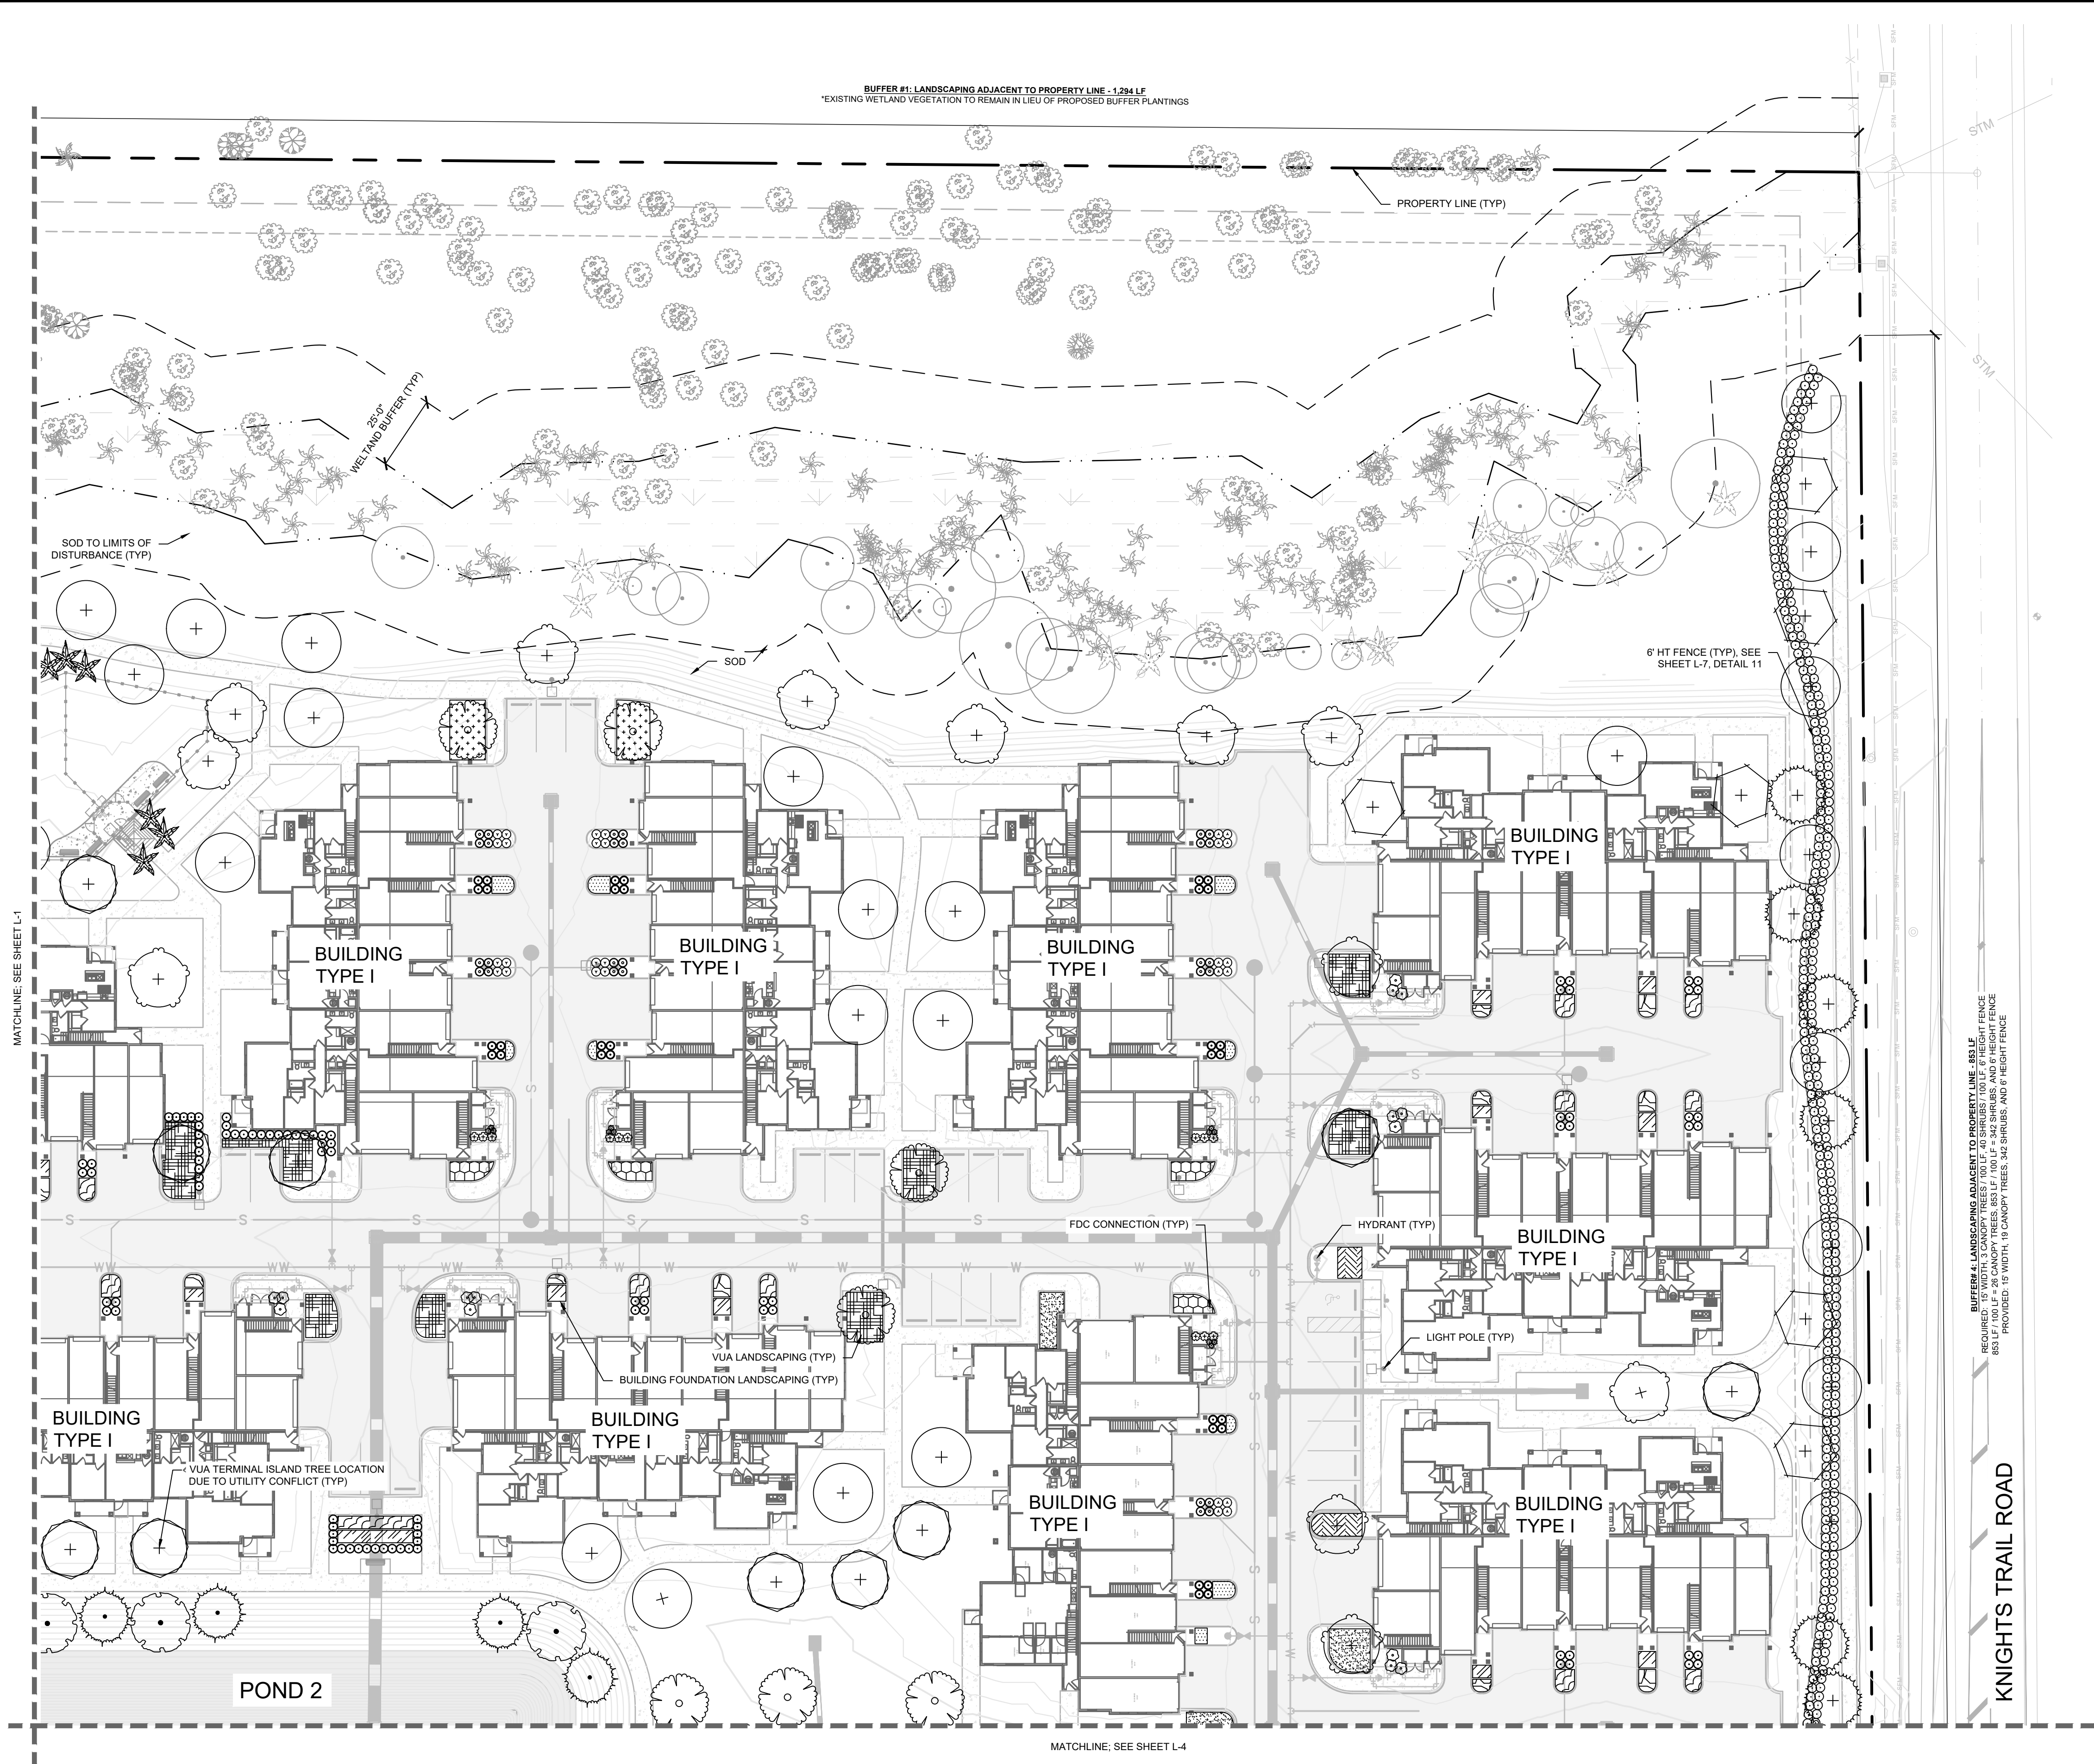 BUFFER #1: LANDSCAPING ADJACENT TO PROPERTY LINE - 1,294 LF
*EXISTING WETLAND VEGETATION TO REMAIN IN LIEU OF PROPOSED BUFFER PLANTINGS
SFM
STM
PROPERTY LINE (TYP)
STM
25'-0"
WELTAND BUFFER (TYP)
SOD TO LIMITS OF
DISTURBANCE (TYP)
SOD
6' HT FENCE (TYP), SEE
SHEET L-7, DETAIL 11
BUILDING
TYPE I
BUILDING
TYPE I
BUILDING
TYPE I
BUILDING
TYPE I
MATCHLINE; SEE SHEET L-1
BUFFER# 4: LANDSCAPING ADJACENT TO PROPERTY LINE - 853 LF
REQUIRED: 15' WIDTH, 3 CANOPY TREES / 100 LF, 40 SHRUBS / 100 LF, 6' HEIGHT FENCE
853 LF / 100 LF = 26 CANOPY TREES, 853 LF / 100 LF = 342 SHRUBS, AND 6' HEIGHT FENCE
PROVIDED: 15' WIDTH, 19 CANOPY TREES, 342 SHRUBS, AND 6' HEIGHT FENCE
FDC CONNECTION (TYP)
HYDRANT (TYP)
BUILDING
TYPE I
LIGHT POLE (TYP)
VUA LANDSCAPING (TYP)
BUILDING FOUNDATION LANDSCAPING (TYP)
BUILDING
TYPE I
BUILDING
TYPE I
VUA TERMINAL ISLAND TREE LOCATION
DUE TO UTILITY CONFLICT (TYP)
BUILDING
TYPE I
BUILDING
TYPE I
KNIGHTS TRAIL ROAD
POND 2
MATCHLINE; SEE SHEET L-4